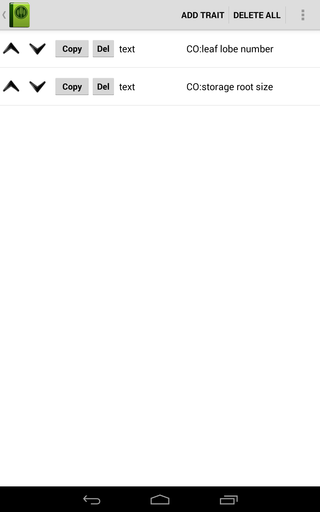 ADD TRAIT DELETE ALL
Copy Del text CO:leaf lobe number
Copy Del text CO:storage root size